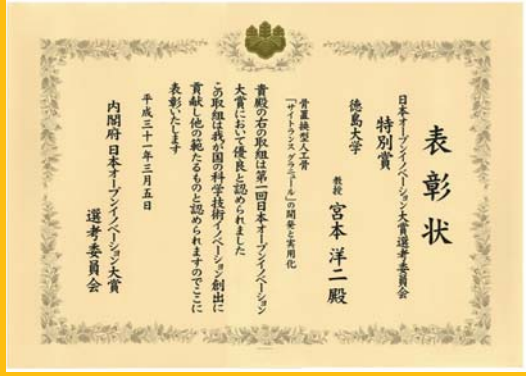 表彰状
日本オープンイノベーション大賞選考委員会
特別賞
徳島大学
教授 宮本 洋二 殿
骨置換型人工骨
「サイトランス グラニュール」の開発と実用化
貴殿の右の取組は第一回日本オープンイノベーション
大賞において優良と認められました
この取組は我が国の科学技術イノベーション創出に
貢献し他の範たるものと認められますのでここに
表彰いたします
平成三十一年三月五日
内閣府 日本オープンイノベーション大賞
選考委員会